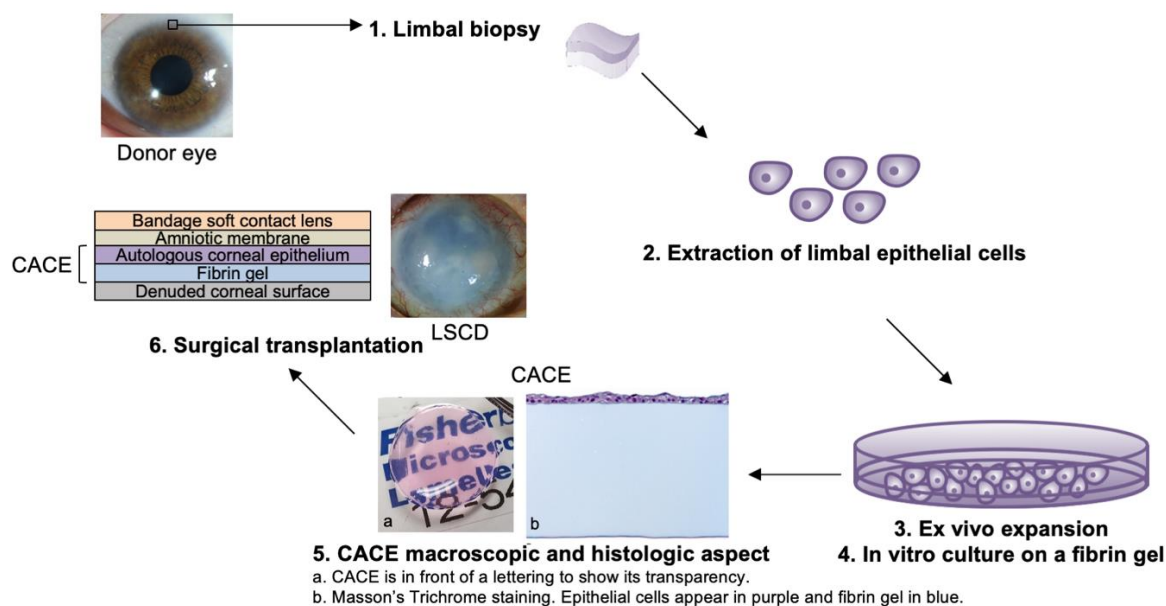 1. Limbal biopsy
Donor eye
2. Extraction of limbal epithelial cells
3. Ex vivo expansion
4. In vitro culture on a fibrin gel
CACE
a
b
5. CACE macroscopic and histologic aspect
a. CACE is in front of a lettering to show its transparency.
b. Masson's Trichrome staining. Epithelial cells appear in purple and fibrin gel in blue.
Bandage soft contact lens
Amniotic membrane
CACE
Autologous corneal epithelium
Fibrin gel
Denuded corneal surface
LSCD
6. Surgical transplantation